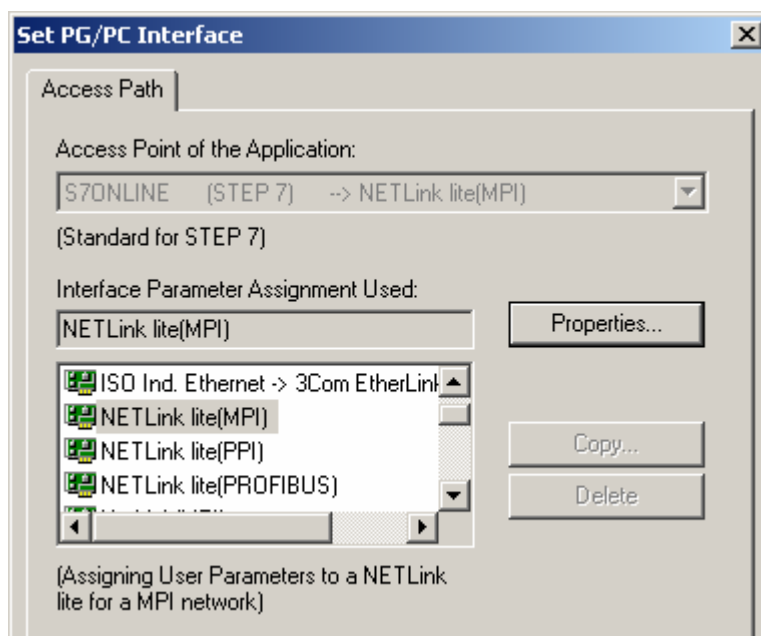 Set PG/PC Interface
Access Path
Access Point of the Application:
S7ONLINE (STEP 7) --> NETLink lite(MPI)
(Standard for STEP 7)
Interface Parameter Assignment Used:
NETLink lite(MPI)
Properties...
ISO Ind. Ethernet -> 3Com EtherLink
NETLink lite(MPI)
NETLink lite(PPI)
NETLink lite(PROFIBUS)
Copy...
Delete
(Assigning User Parameters to a NETLink
lite for a MPI network)